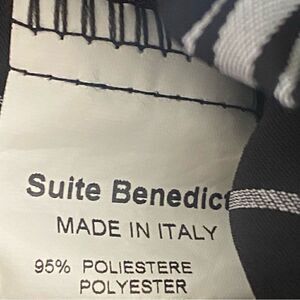 Suite Benedic
MADE IN ITALY
95% POLIESTERE
POLYESTER